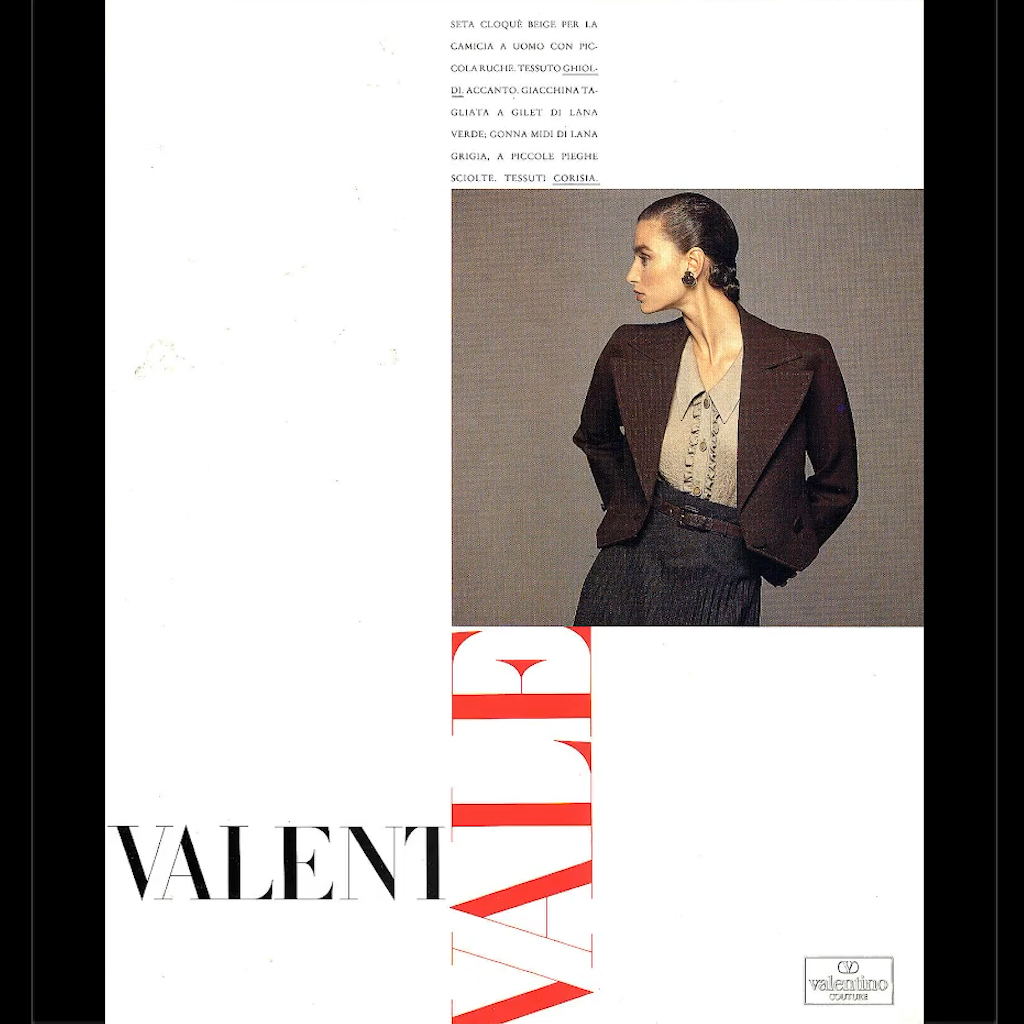 SETA CLOQUÉ BEIGE PER LA
CAMICIA A UOMO CON PIC-
COLA RUCHE. TESSUTO GHIOL-
DI. ACCANTO. GIACCHINA TA-
GLIATA A GILET DI LANA
VERDE; GONNA MIDI DI LANA
GRIGIA, A PICCOLE PIEGHE
SCIOLTE. TESSUTI CORISIA.
VALE
VALENT
valentino
COUTURE